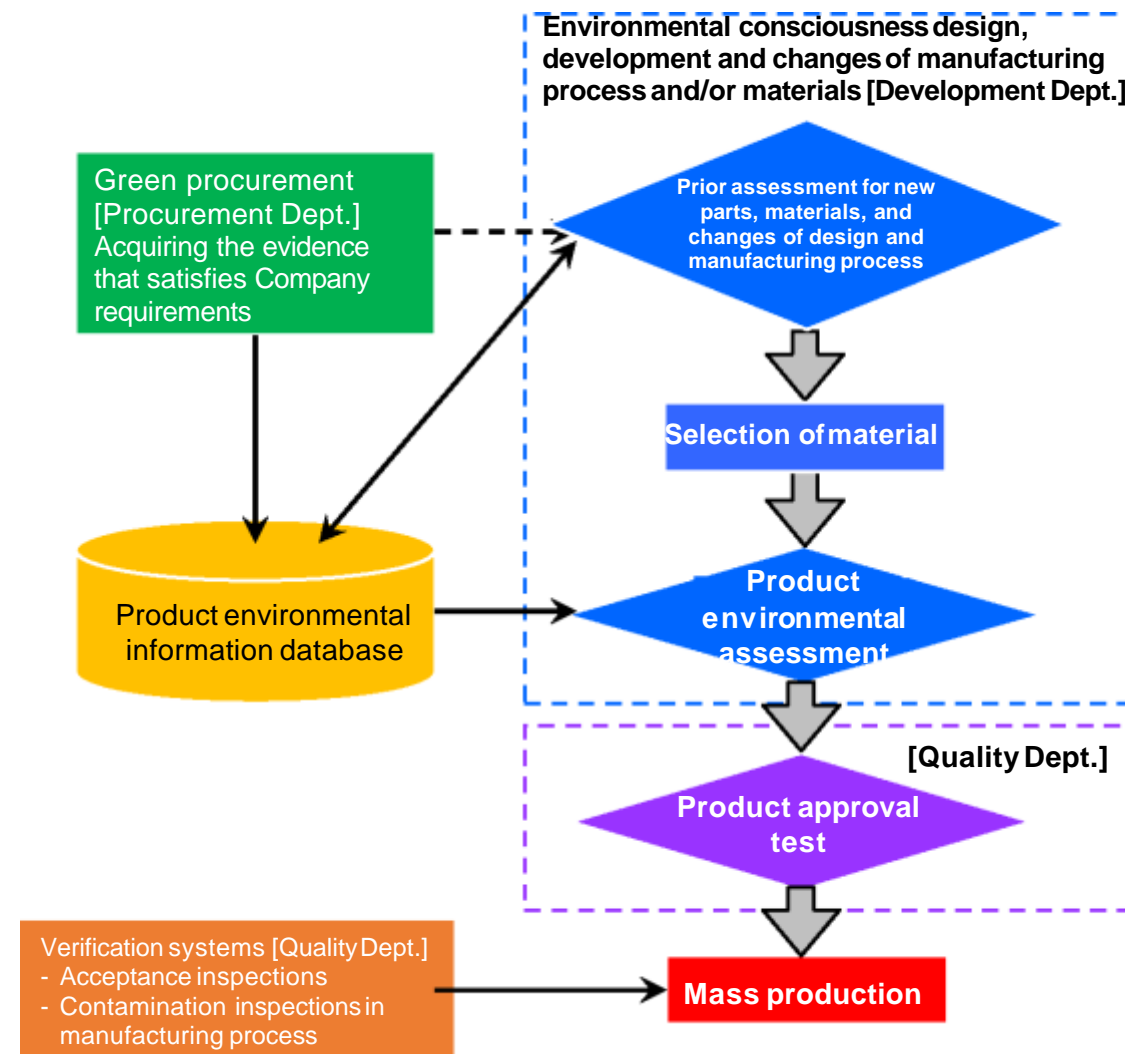 Environmental consciousness design,
development and changes of manufacturing
process and/or materials [Development Dept.]
Green procurement
[Procurement Dept.]
Acquiring the evidence
that satisfies Company
requirements
Prior assessment for new
parts, materials, and
changes of design and
manufacturing process
Selection of material
Product environmental
information database
Product
environmental
assessment
[Quality Dept.]
Product approval
test
Verification systems [Quality Dept.]
- Acceptance inspections
- Contamination inspections in
manufacturing process
Mass production